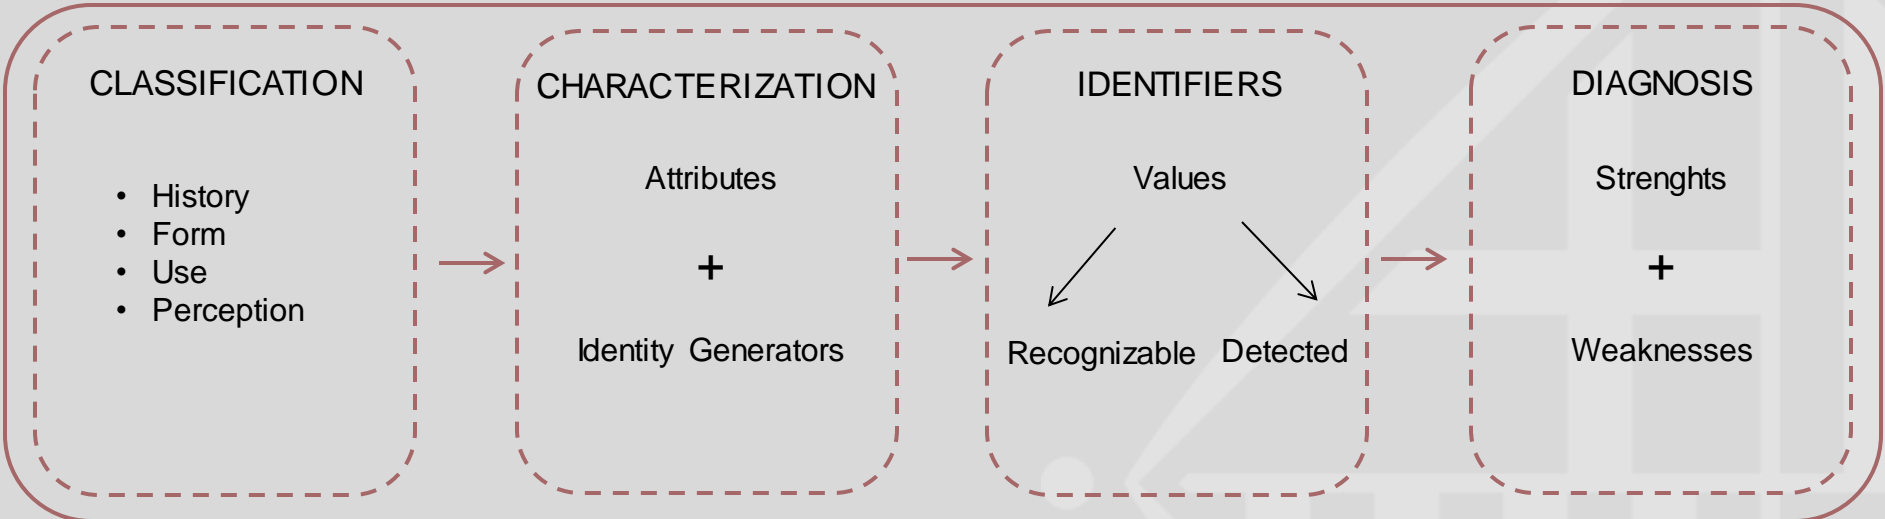 CLASSIFICATION
• History
• Form
• Use
• Perception
CHARACTERIZATION
Attributes
+
Identity Generators
IDENTIFIERS
Values
Recognizable
Detected
DIAGNOSIS
Strenghts
+
Weaknesses